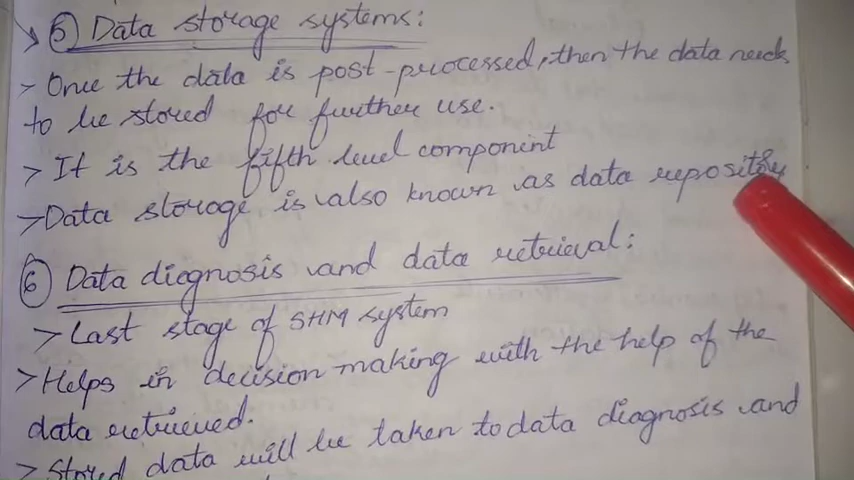 ⑤ Data storage systems:
> Once the data is post-processed, then the data needs
to be stored for further use.
> It is the fifth level component
> Data storage is also known as data repository
⑥ Data diagnosis and data retrieval:
> Last stage of SHM system
> Helps in decision making with the help of the
data retrieved.
> Stored data will be taken to data diagnosis and